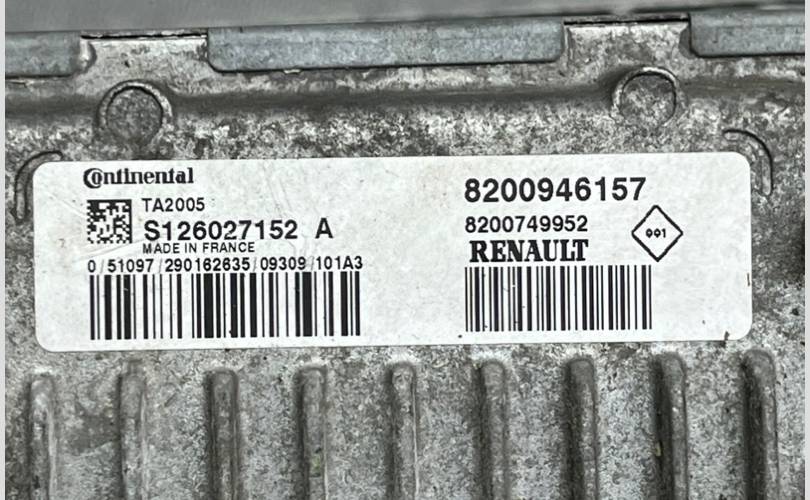 Continental
TA2005
S126027152 A
MADE IN FRANCE
0/51097/290162635/09309/101A3
8200946157
8200749952
RENAULT
001